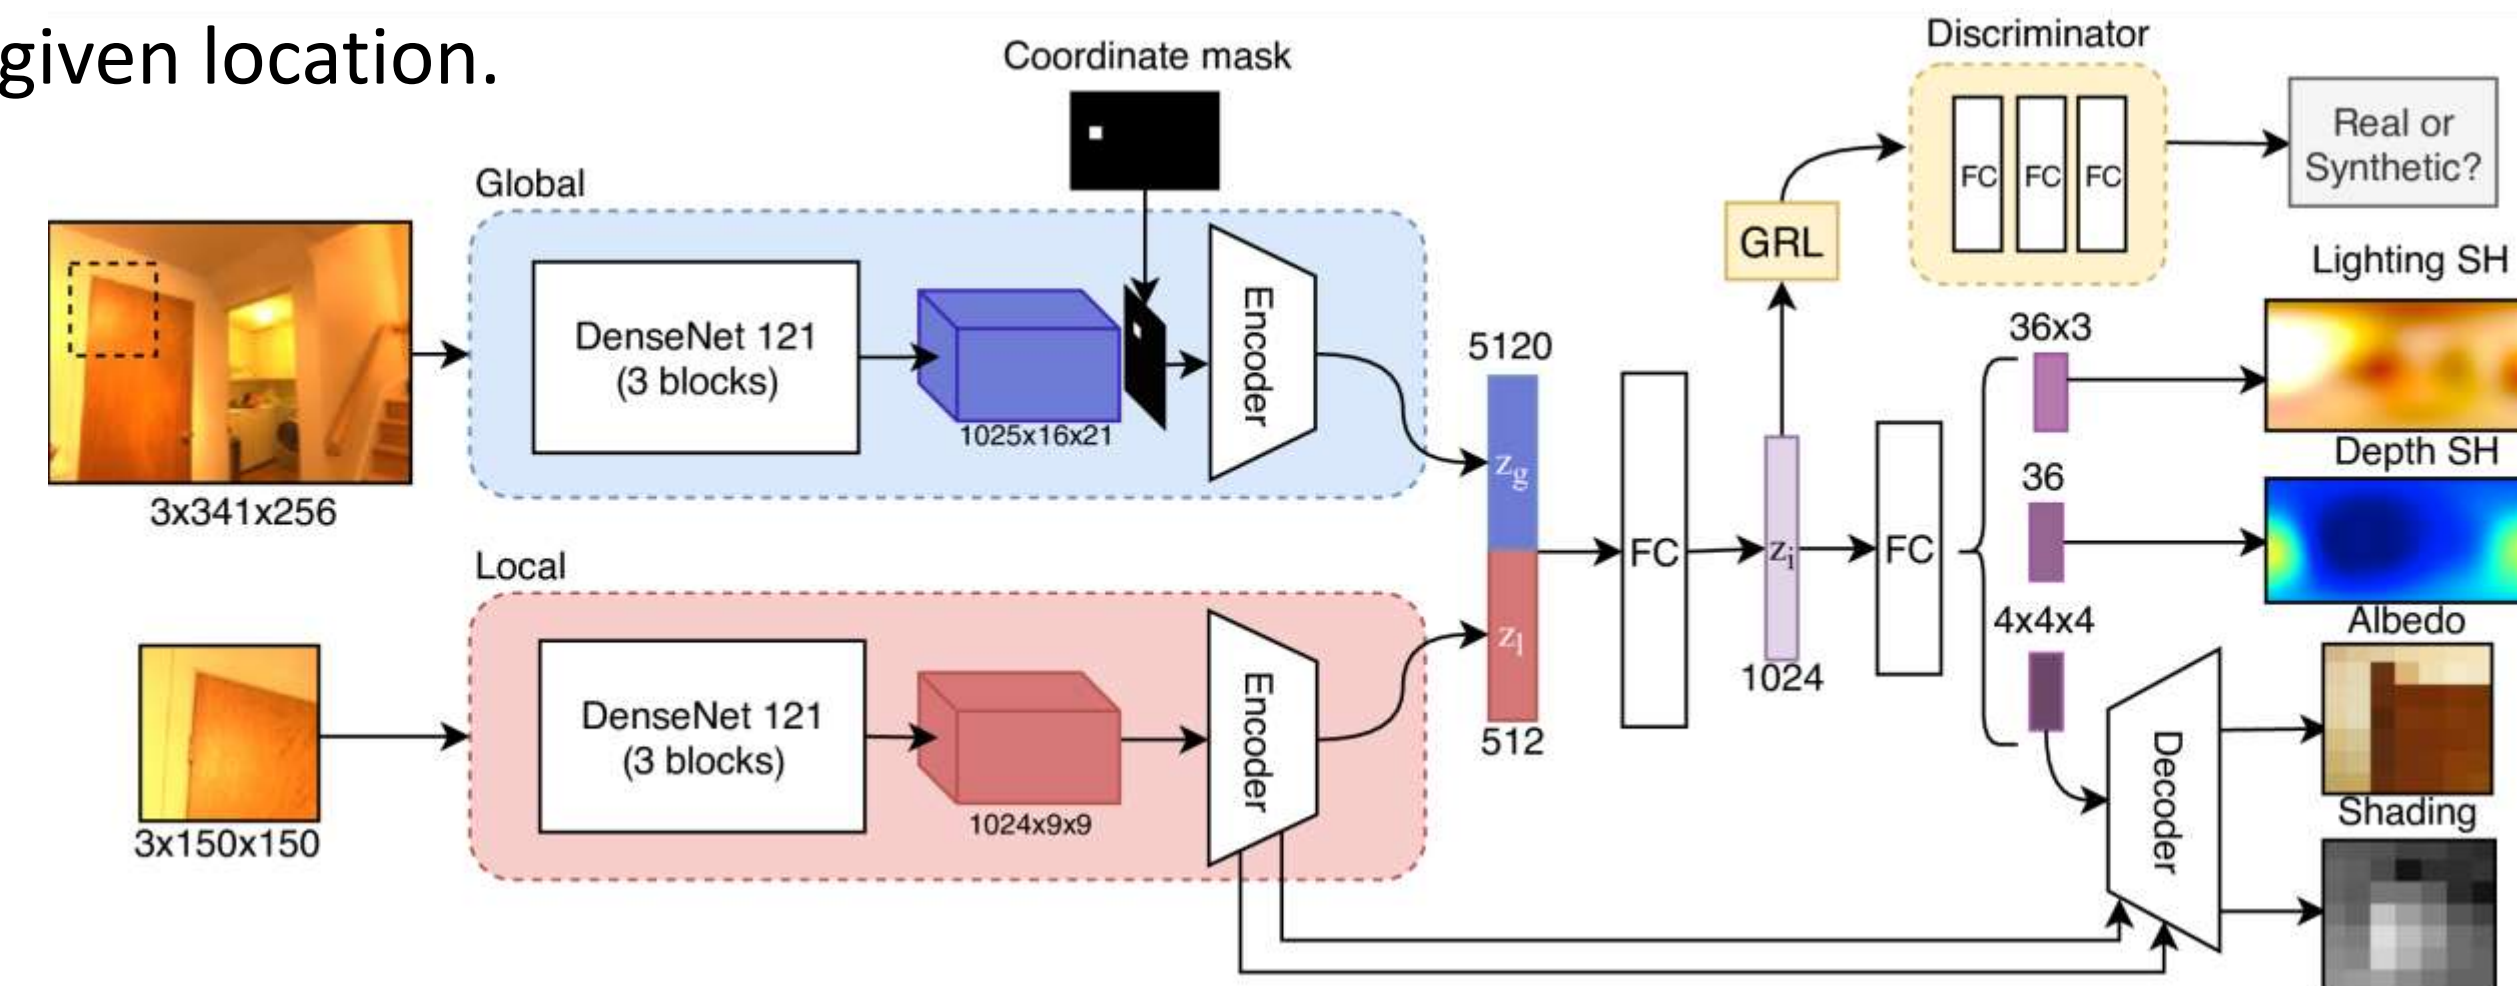 given location.
Coordinate mask
Discriminator
FC FC FC
Real or
Synthetic?
GRL
Global
DenseNet 121
(3 blocks)
1025x16x21
Encoder
3x341x256
5120
zg
zl
512
FC
zi
1024
FC
36x3
Lighting SH
36
Depth SH
4x4x4
Albedo
Decoder
Shading
Local
DenseNet 121
(3 blocks)
1024x9x9
Encoder
3x150x150